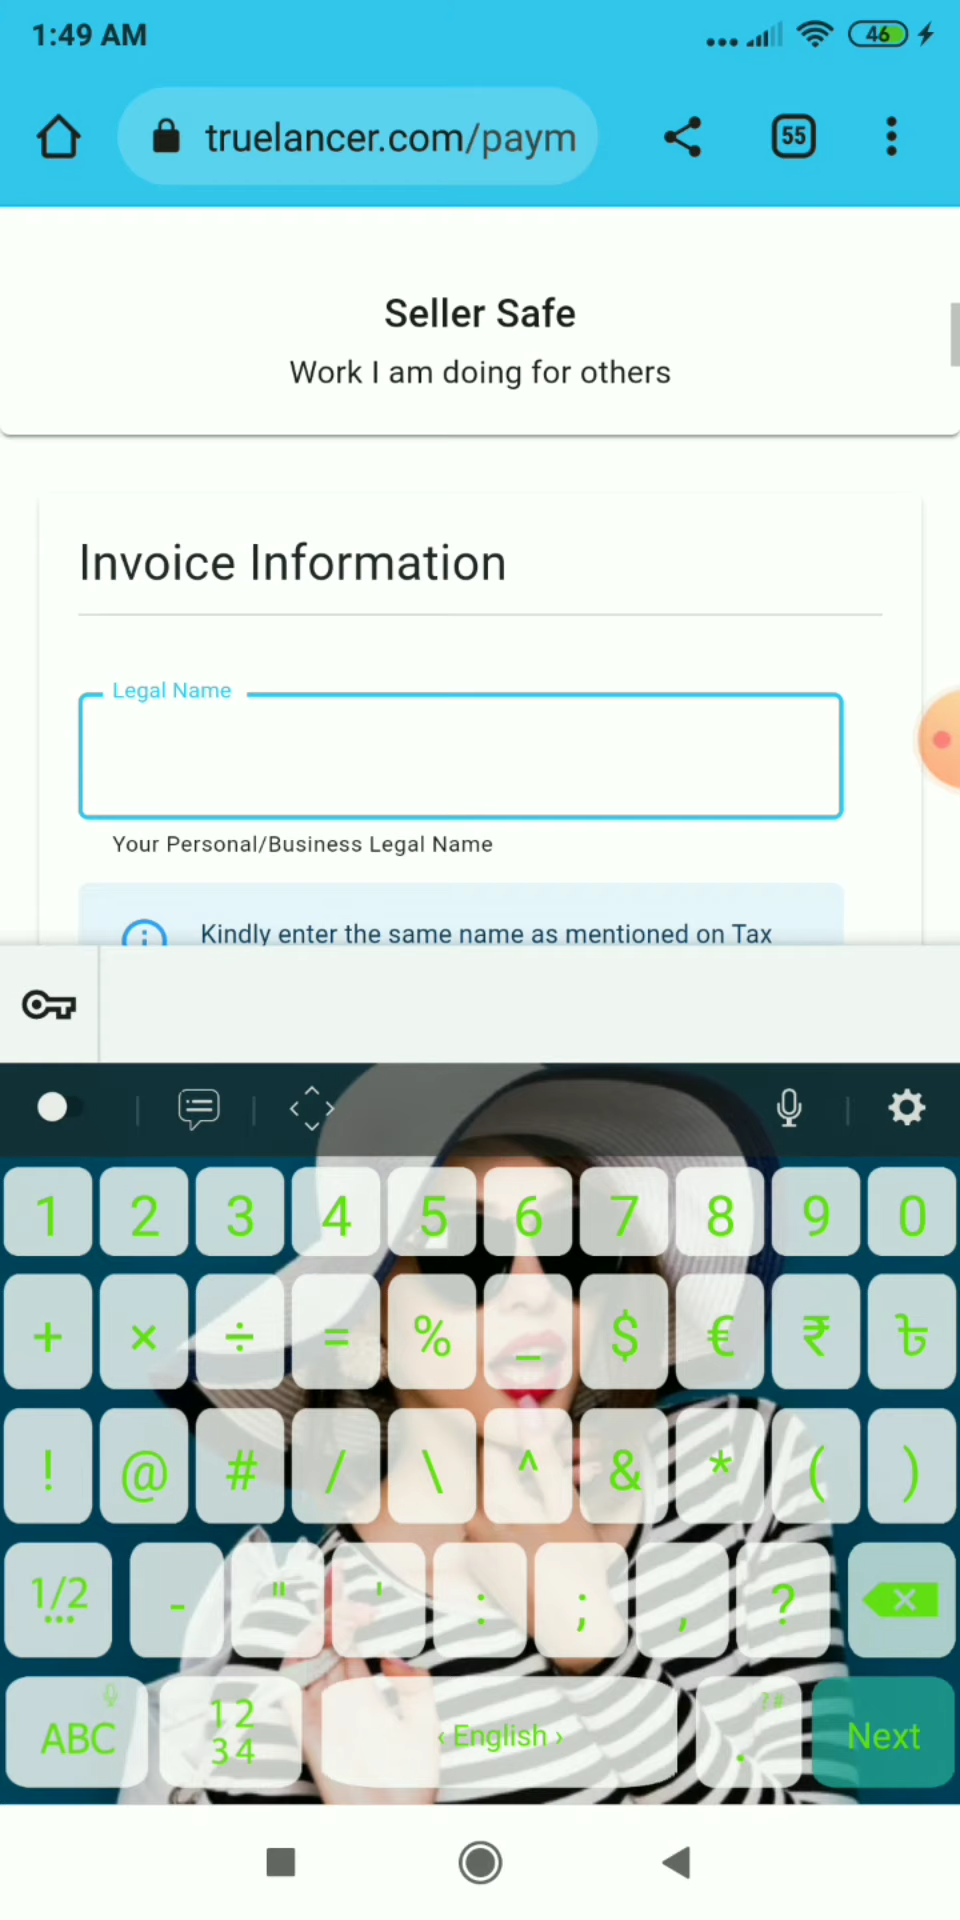 1:49 AM
46
truelancer.com/paym
55
Seller Safe
Work I am doing for others
Invoice Information
Legal Name
Your Personal/Business Legal Name
Kindly enter the same name as mentioned on Tax
1 2 3 4 5 6 7 8 9 0
+ × ÷ = % _ $ € ₹ ৳
! @ # / \ ^ & * ( )
1/2 - " ' : ; , ?
ABC 12 ‹ English › ?# Next
34 .